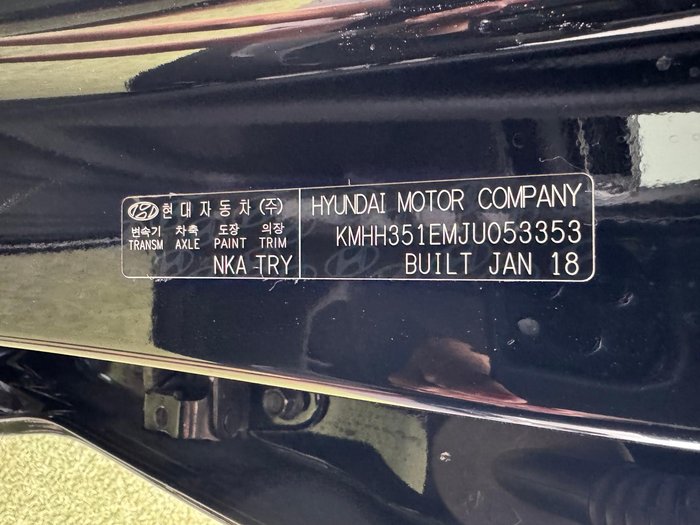 현대자동차 (주)
변속기 차축 도장 의장
TRANSM AXLE PAINT TRIM
NKA TRY
HYUNDAI MOTOR COMPANY
KMHH351EMJU053353
BUILT JAN 18